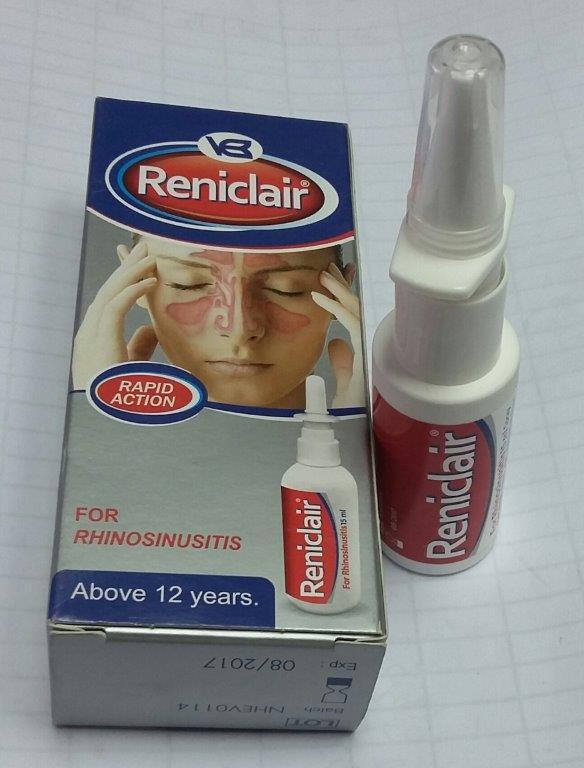 VB
Reniclair®
RAPID
ACTION
FOR
RHINOSINUSITIS
Above 12 years.
Reniclair®
For Rhinosinusitis 15 ml
Exp : 08/2017
Batch : NHEV0114
LOT
Reniclair®